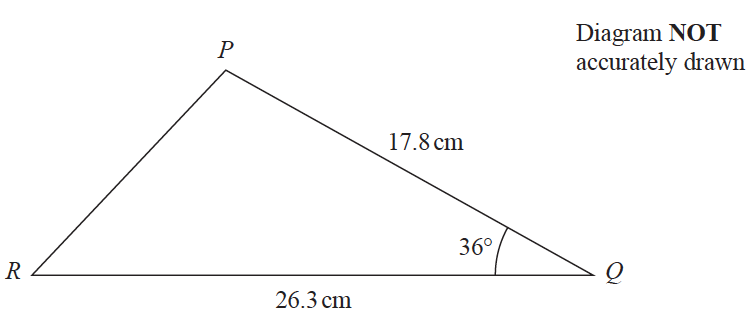 Diagram NOT
accurately drawn
P
17.8 cm
36°
R
Q
26.3 cm